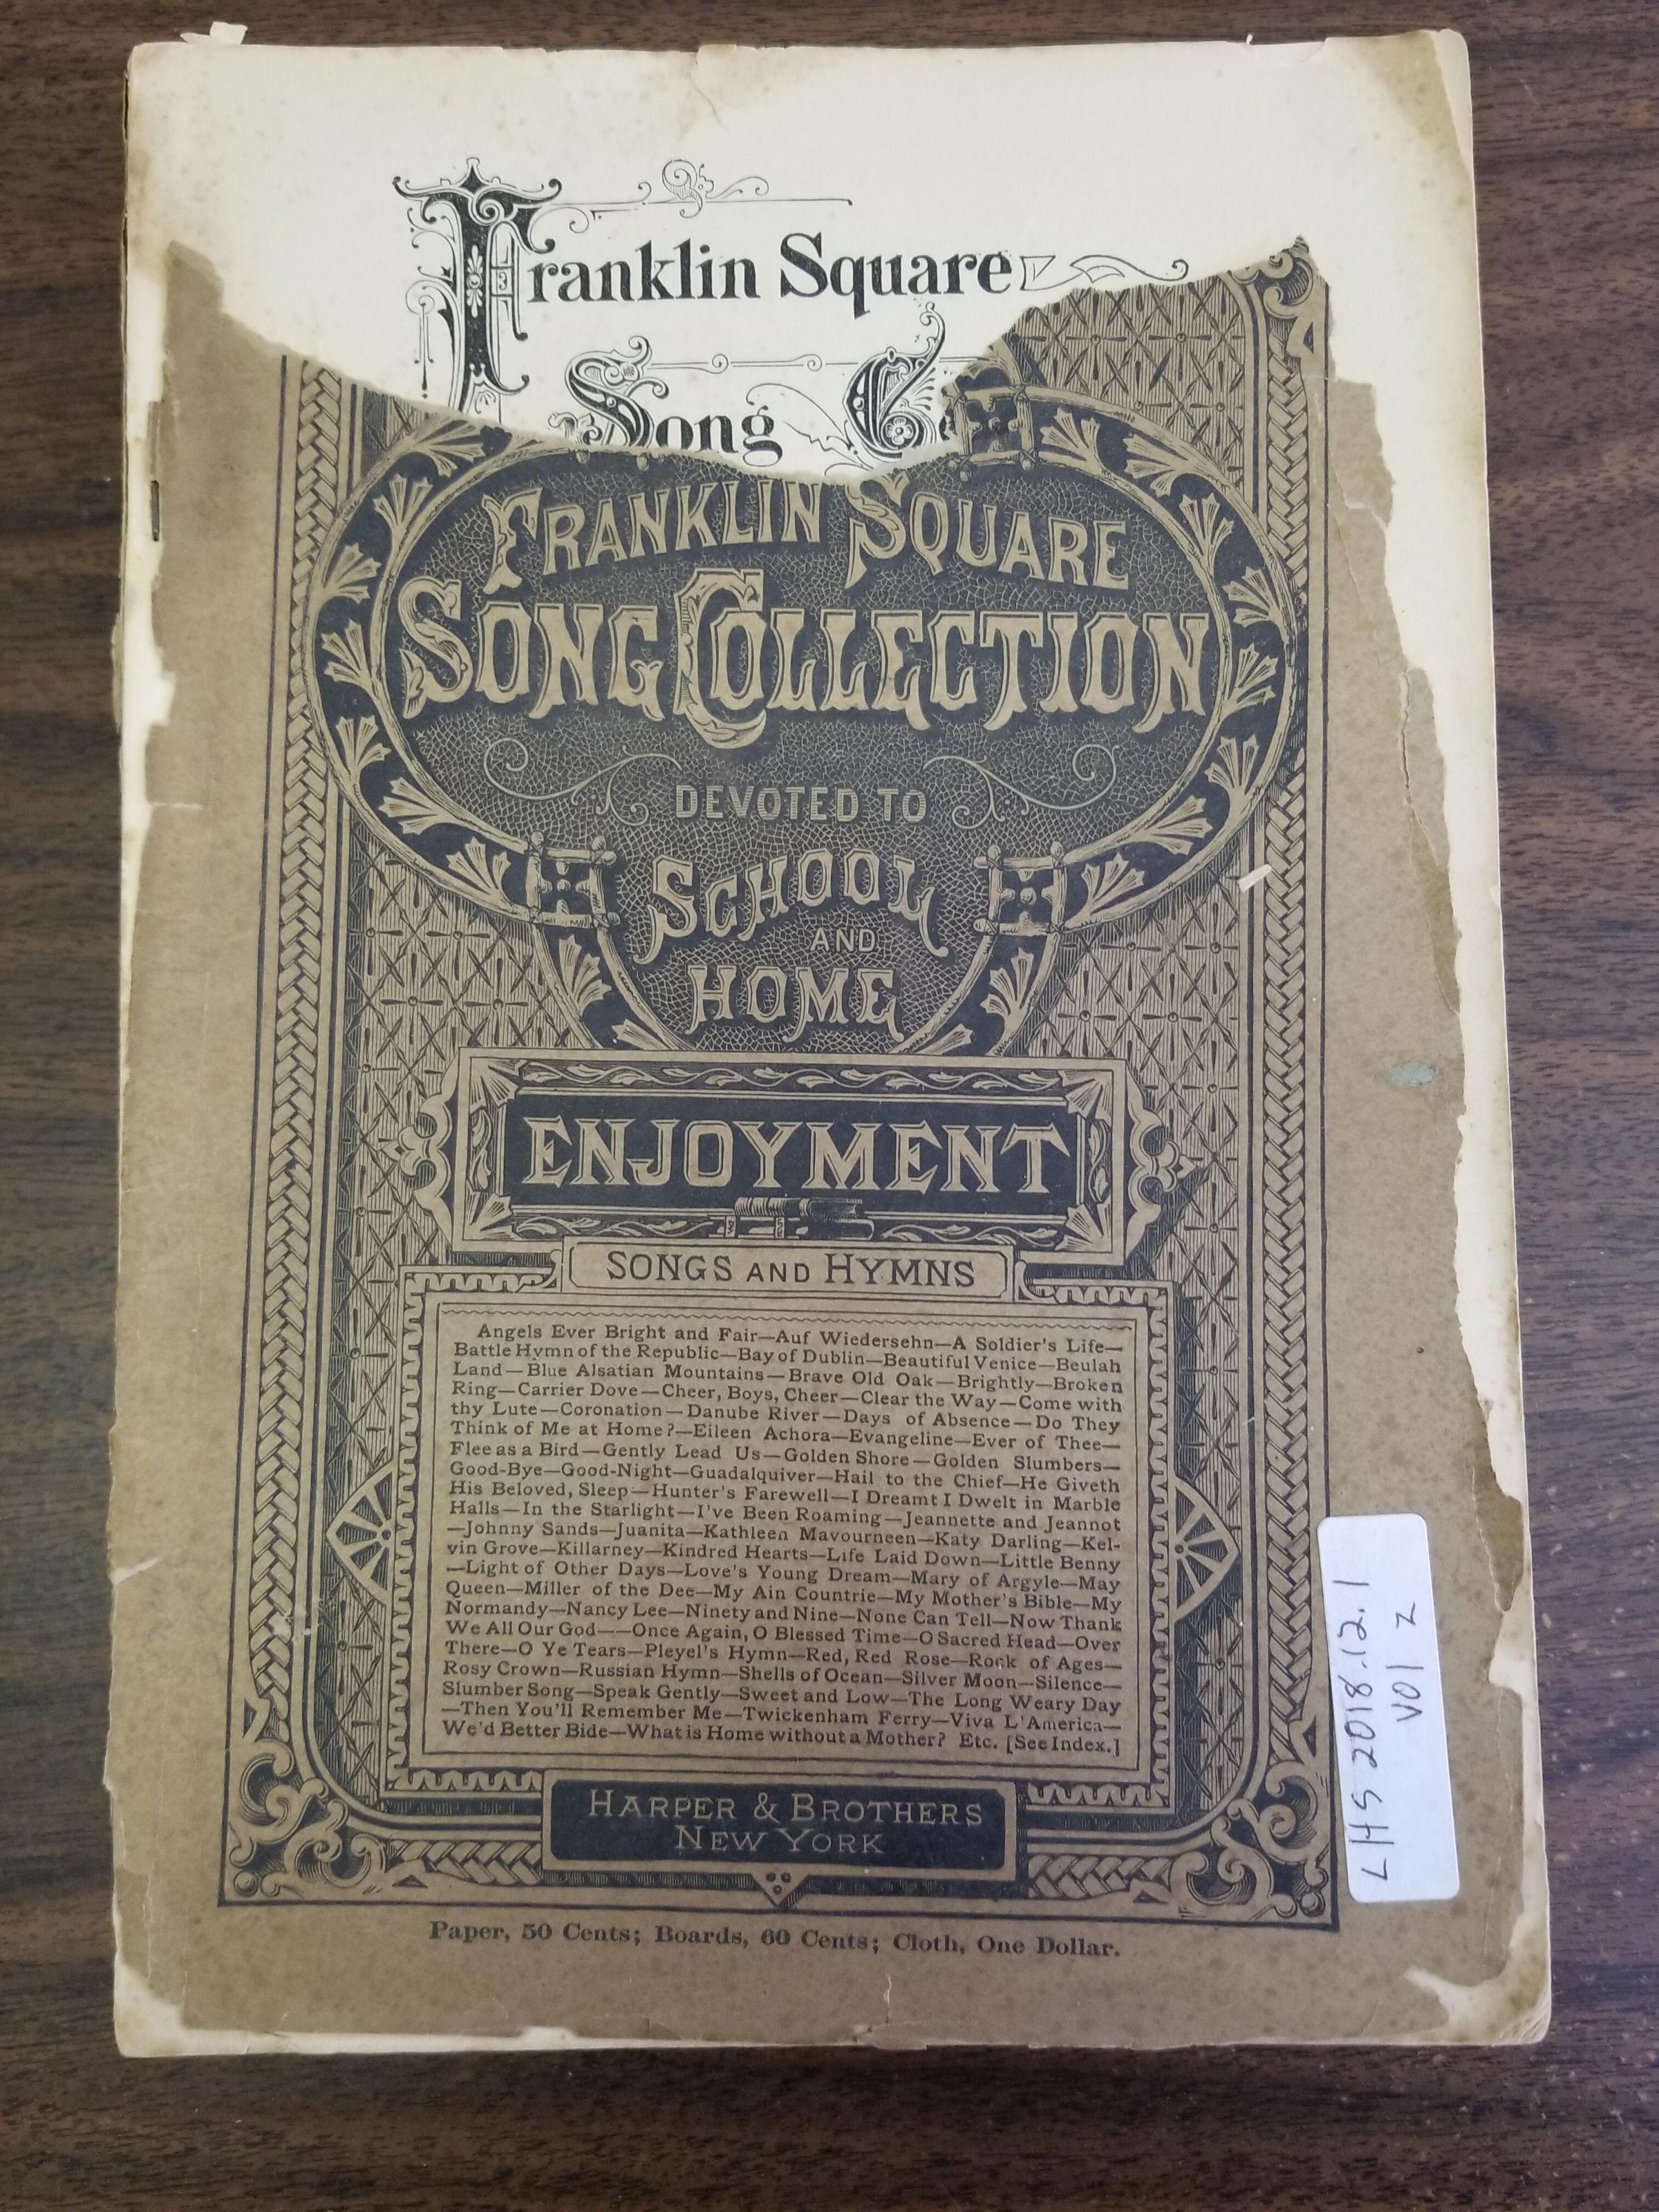 Franklin Square
Song
FRANKLIN SQUARE
SONG COLLECTION
DEVOTED TO
SCHOOL
AND
HOME
ENJOYMENT
SONGS AND HYMNS
Angels Ever Bright and Fair—Auf Wiedersehn—A Soldier's Life—
Battle Hymn of the Republic—Bay of Dublin—Beautiful Venice—Beulah
Land—Blue Alsatian Mountains—Brave Old Oak—Brightly—Broken
Ring—Carrier Dove—Cheer, Boys, Cheer—Clear the Way—Come with
thy Lute—Coronation—Danube River—Days of Absence—Do They
Think of Me at Home?—Eileen Achora—Evangeline—Ever of Thee—
Flee as a Bird—Gently Lead Us—Golden Shore—Golden Slumbers—
Good-Bye—Good-Night—Guadalquiver—Hail to the Chief—He Giveth
His Beloved, Sleep—Hunter's Farewell—I Dreamt I Dwelt in Marble
Halls—In the Starlight—I've Been Roaming—Jeannette and Jeannot
—Johnny Sands—Juanita—Kathleen Mavourneen—Katy Darling—Kel-
vin Grove—Killarney—Kindred Hearts—Life Laid Down—Little Benny
—Light of Other Days—Love's Young Dream—Mary of Argyle—May
Queen—Miller of the Dee—My Ain Countrie—My Mother's Bible—My
Normandy—Nancy Lee—Ninety and Nine—None Can Tell—Now Thank
We All Our God——Once Again, O Blessed Time—O Sacred Head—Over
There—O Ye Tears—Pleyel's Hymn—Red, Red Rose—Rock of Ages—
Rosy Crown—Russian Hymn—Shells of Ocean—Silver Moon—Silence—
Slumber Song—Speak Gently—Sweet and Low—The Long Weary Day
—Then You'll Remember Me—Twickenham Ferry—Viva L'America—
We'd Better Bide—What is Home without a Mother? Etc. [See Index.]
HARPER & BROTHERS
NEW YORK
Paper, 50 Cents; Boards, 60 Cents; Cloth, One Dollar.
LHS 2018.12.1
Vol 2